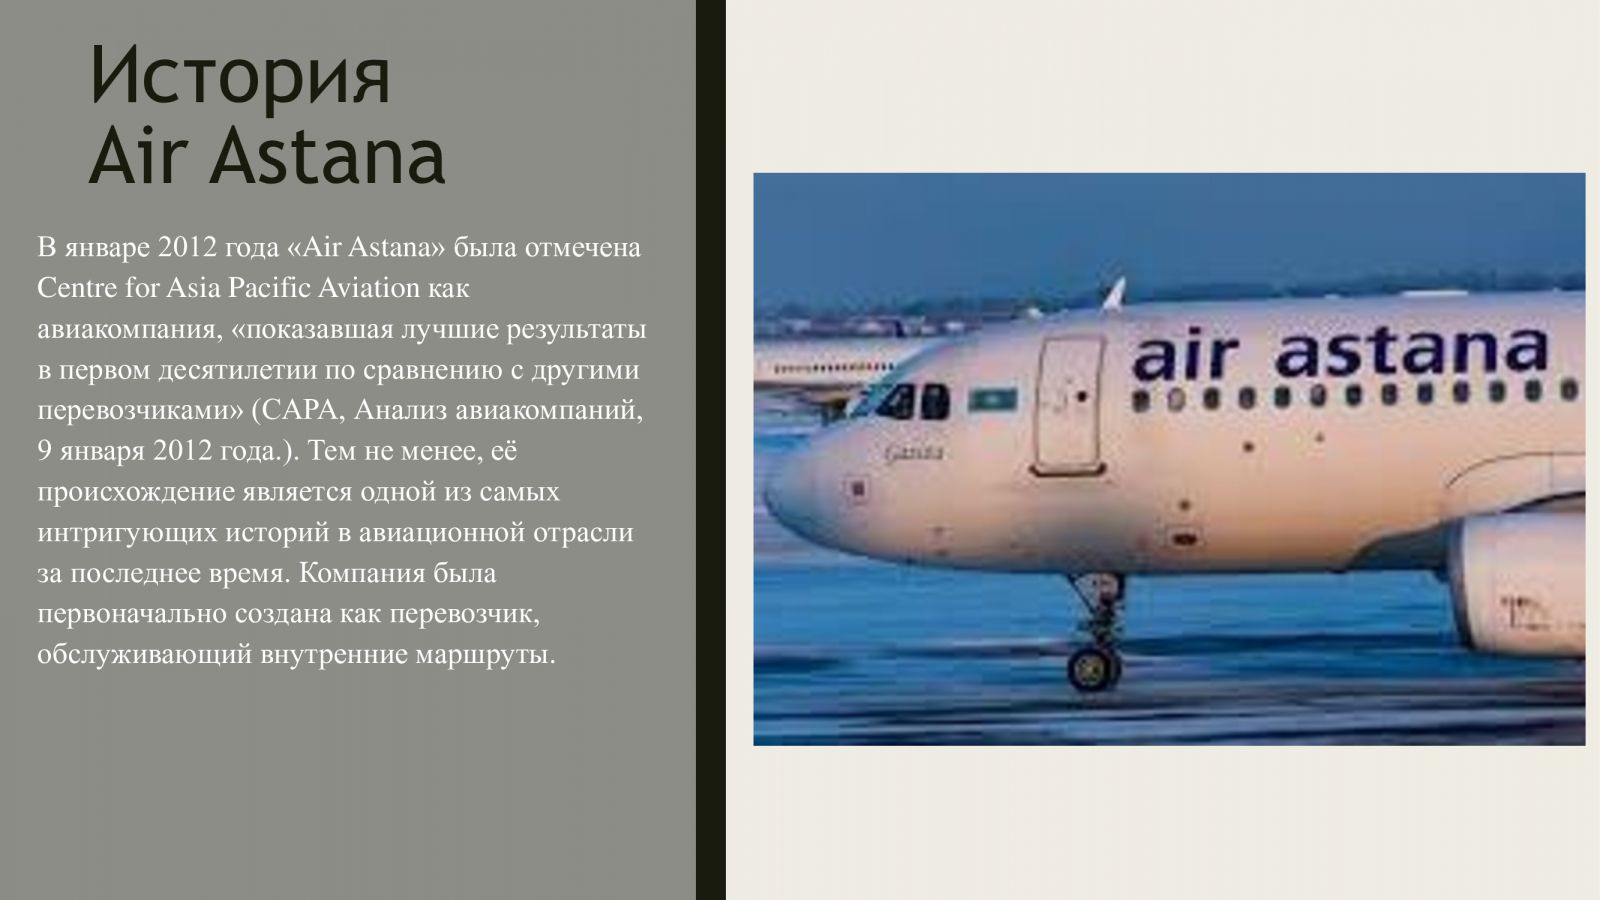 История
Air Astana
В январе 2012 года «Air Astana» была отмечена
Centre for Asia Pacific Aviation как
авиакомпания, «показавшая лучшие результаты
в первом десятилетии по сравнению с другими
перевозчиками» (CAPA, Анализ авиакомпаний,
9 января 2012 года.). Тем не менее, её
происхождение является одной из самых
интригующих историй в авиационной отрасли
за последнее время. Компания была
первоначально создана как перевозчик,
обслуживающий внутренние маршруты.
air astana